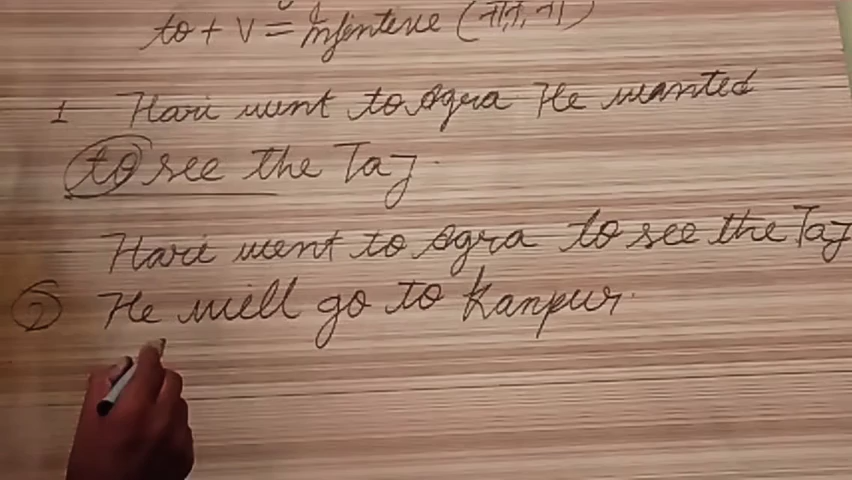 to + V = Infinteve (ना, ने, नी)
1 Hari went to Agra He wanted
to see the Taj.
Hari went to Agra to see the Taj
2 He will go to Kanpur.